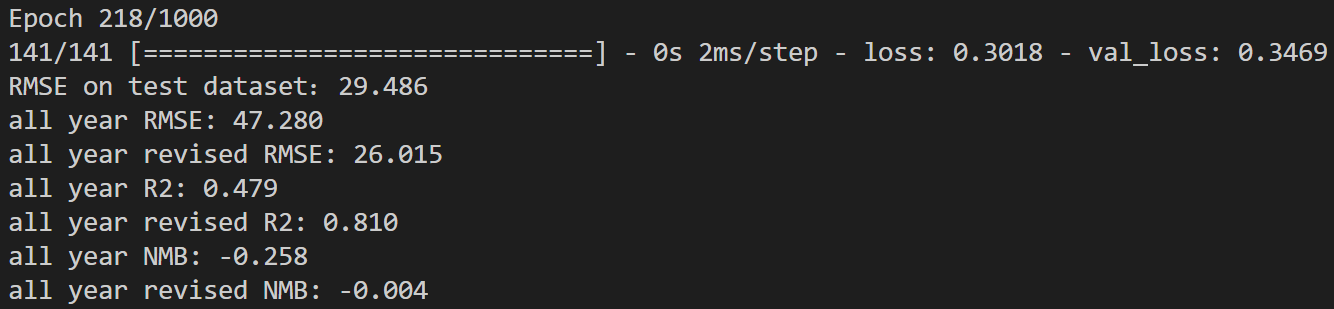 Epoch 218/1000
141/141 [==============================] - 0s 2ms/step - loss: 0.3018 - val_loss: 0.3469
RMSE on test dataset: 29.486
all year RMSE: 47.280
all year revised RMSE: 26.015
all year R2: 0.479
all year revised R2: 0.810
all year NMB: -0.258
all year revised NMB: -0.004